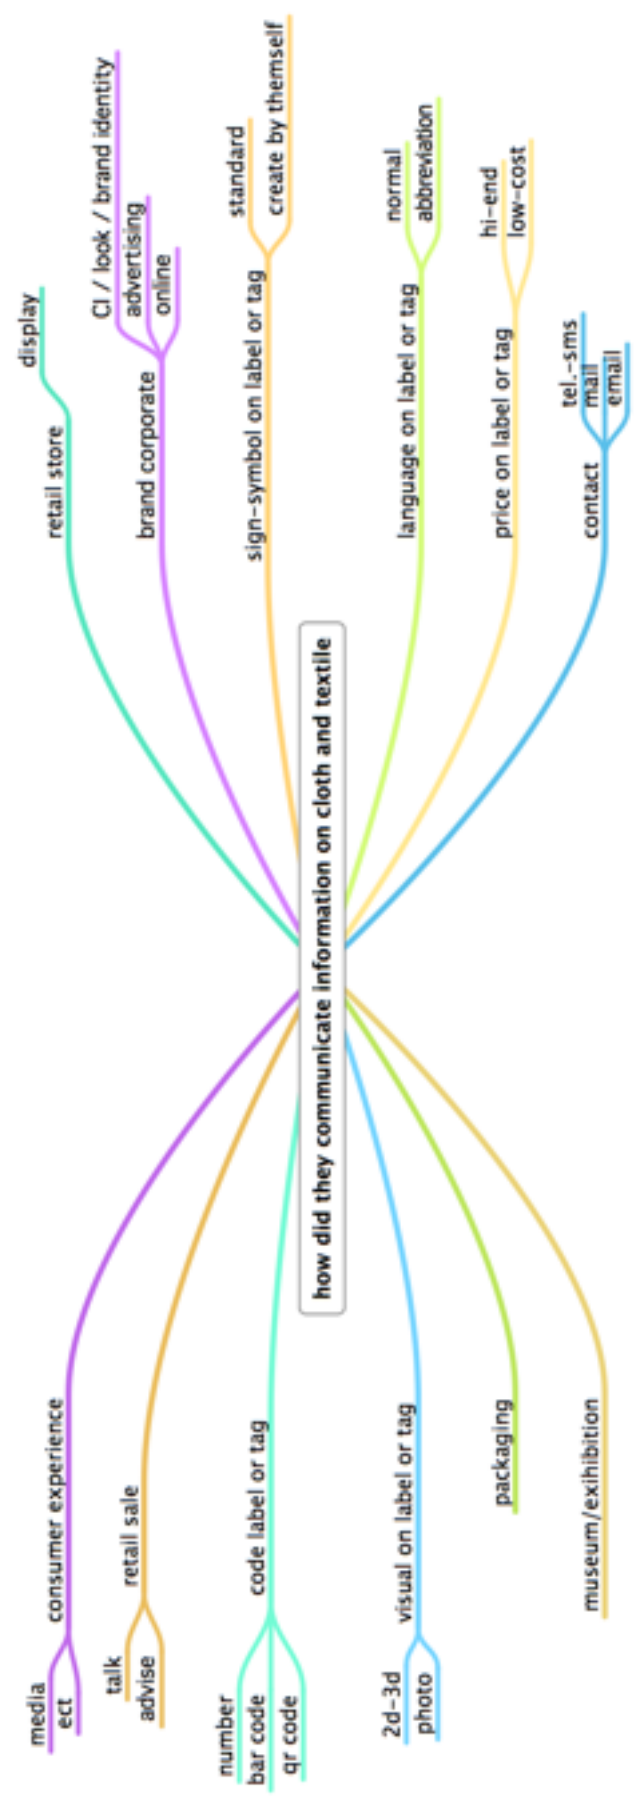 how did they communicate information on cloth and textile
retail store
display
brand corporate
CI / look / brand identity
advertising
online
sign-symbol on label or tag
standard
create by themself
language on label or tag
normal
abbreviation
price on label or tag
hi-end
low-cost
contact
tel.-sms
mail
email
consumer experience
media
ect
retail sale
talk
advise
code label or tag
number
bar code
qr code
visual on label or tag
2d-3d
photo
packaging
museum/exihibition